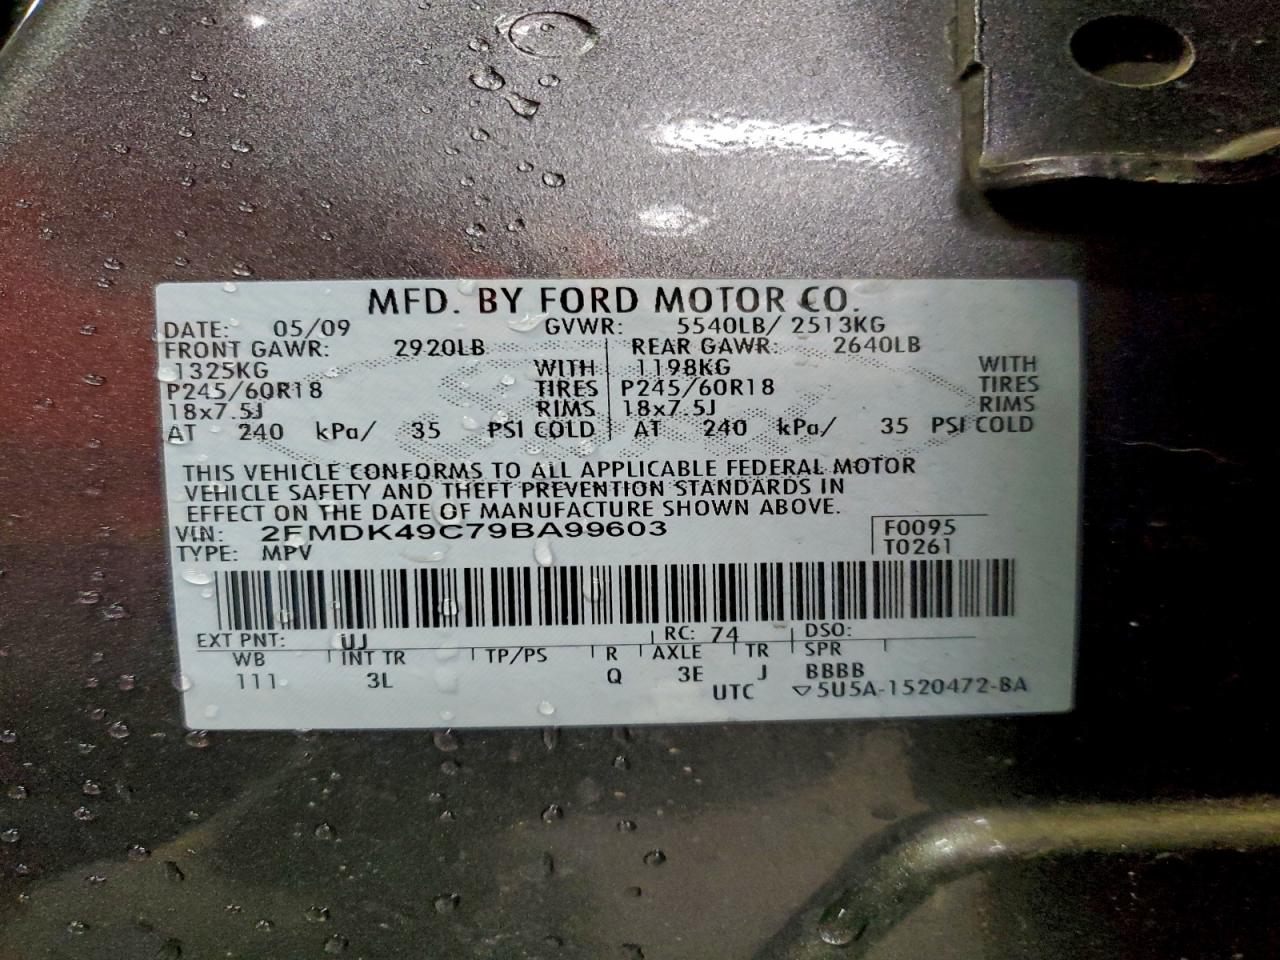 MFD. BY FORD MOTOR CO.
DATE: 05/09 GVWR: 5540LB/ 2513KG
FRONT GAWR: 2920LB REAR GAWR: 2640LB
1325KG WITH 1198KG WITH
P245/60R18 TIRES P245/60R18 TIRES
18x7.5J RIMS 18x7.5J RIMS
AT 240 kPa/ 35 PSI COLD AT 240 kPa/ 35 PSI COLD
THIS VEHICLE CONFORMS TO ALL APPLICABLE FEDERAL MOTOR
VEHICLE SAFETY AND THEFT PREVENTION STANDARDS IN
EFFECT ON THE DATE OF MANUFACTURE SHOWN ABOVE.
VIN: 2FMDK49C79BA99603 F0095
TYPE: MPV T0261
EXT PNT: UJ RC: 74 DSO:
WB INT TR TP/PS R AXLE TR SPR
111 3L Q 3E J BBBB
UTC ▽5U5A-1520472-BA